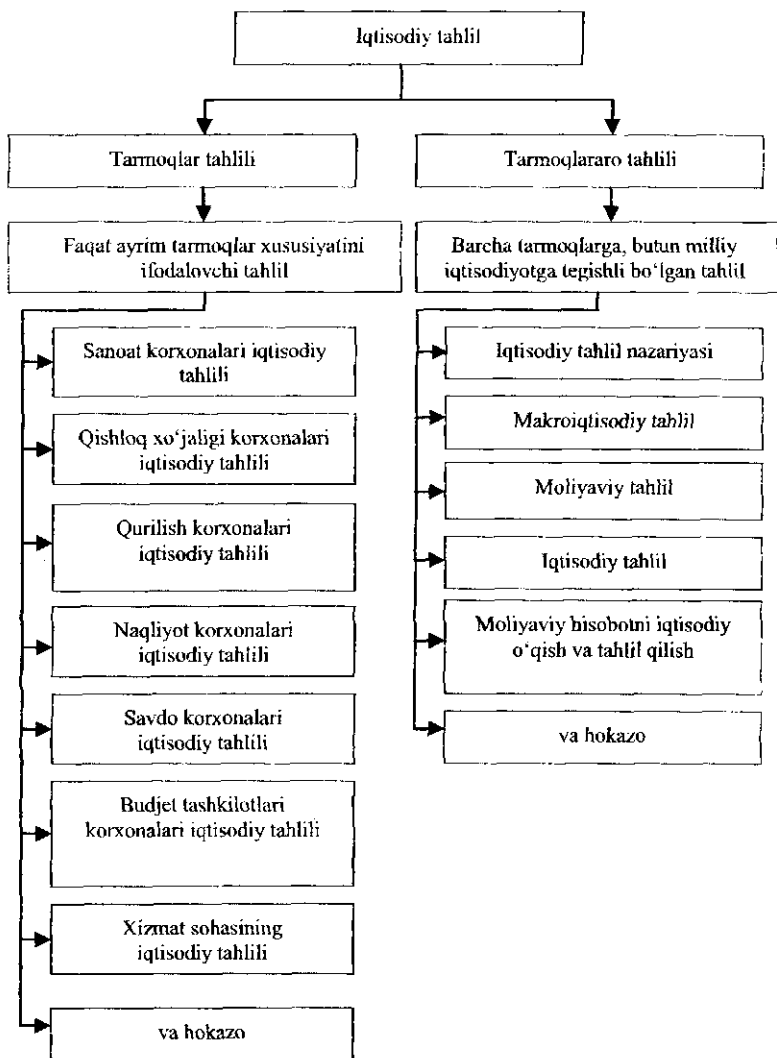 Iqtisodiy tahlil
Tarmoqlar tahlili
Faqat ayrim tarmoqlar xususiyatini
ifodalovchi tahlil
Sanoat korxonalari iqtisodiy
tahlili
Qishloq xo‘jaligi korxonalari
iqtisodiy tahlili
Qurilish korxonalari
iqtisodiy tahlili
Naqliyot korxonalari
iqtisodiy tahlili
Savdo korxonalari
iqtisodiy tahlili
Budjet tashkilotlari
korxonalari iqtisodiy tahlili
Xizmat sohasining
iqtisodiy tahlili
va hokazo
Tarmoqlararo tahlili
Barcha tarmoqlarga, butun milliy
iqtisodiyotga tegishli bo‘lgan tahlil
Iqtisodiy tahlil nazariyasi
Makroiqtisodiy tahlil
Moliyaviy tahlil
Iqtisodiy tahlil
Moliyaviy hisobotni iqtisodiy
o‘qish va tahlil qilish
va hokazo